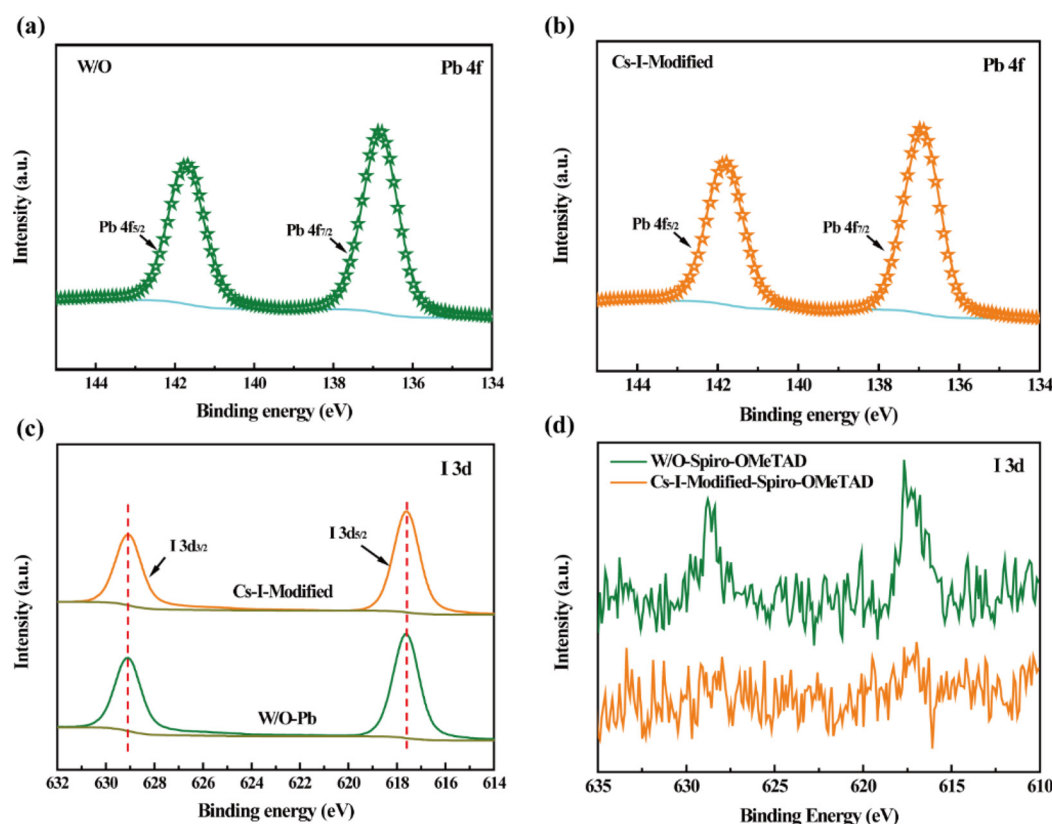 (a)
W/O
Pb 4f
Pb 4f5/2
Pb 4f7/2
Intensity (a.u.)
144 142 140 138 136 134
Binding energy (eV)
(b)
Cs-I-Modified
Pb 4f
Pb 4f5/2
Pb 4f7/2
Intensity (a.u.)
144 142 140 138 136 134
Binding energy (eV)
(c)
I 3d
I 3d3/2
I 3d5/2
Cs-I-Modified
W/O-Pb
Intensity (a.u.)
632 630 628 626 624 622 620 618 616 614
Binding energy (eV)
(d)
W/O-Spiro-OMeTAD
Cs-I-Modified-Spiro-OMeTAD
I 3d
Intensity (a.u.)
635 630 625 620 615 610
Binding Energy (eV)